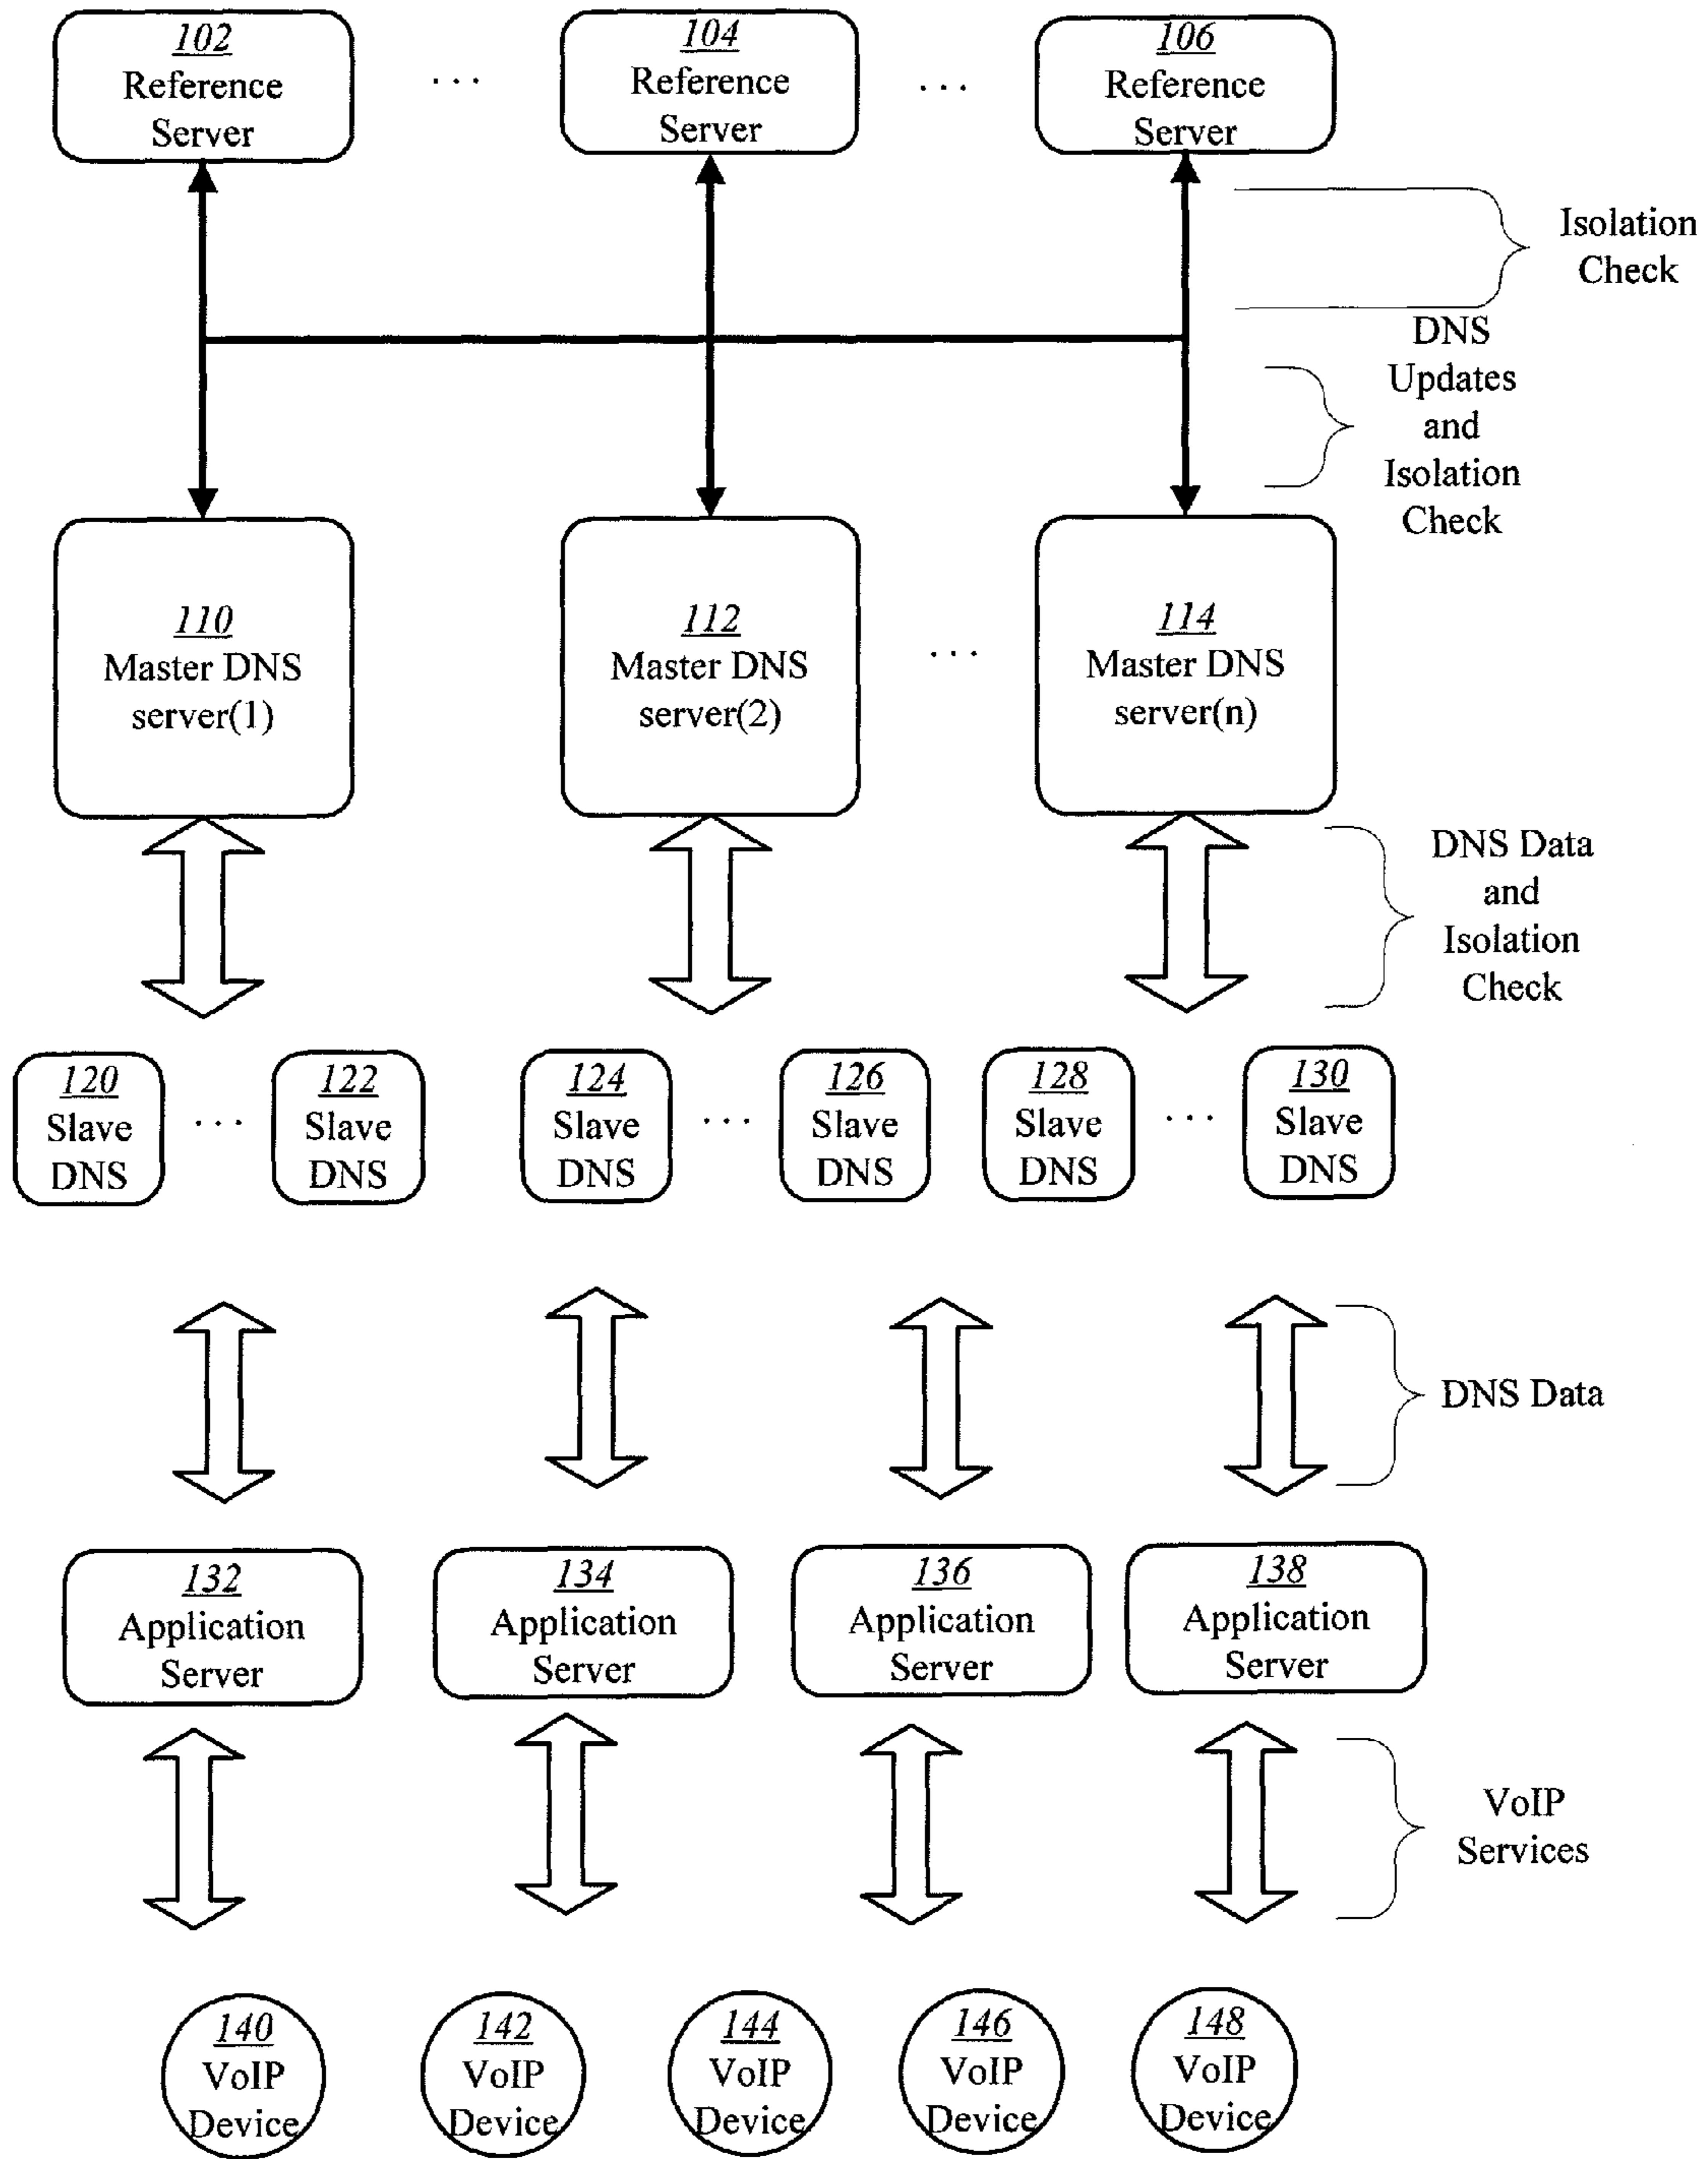 102
Reference
Server
...
104
Reference
Server
...
106
Reference
Server
Isolation
Check
DNS
Updates
and
Isolation
Check
110
Master DNS
server(1)
112
Master DNS
server(2)
...
114
Master DNS
server(n)
DNS Data
and
Isolation
Check
120
Slave
DNS
...
122
Slave
DNS
124
Slave
DNS
...
126
Slave
DNS
128
Slave
DNS
...
130
Slave
DNS
DNS Data
132
Application
Server
134
Application
Server
136
Application
Server
138
Application
Server
VoIP
Services
140
VoIP
Device
142
VoIP
Device
144
VoIP
Device
146
VoIP
Device
148
VoIP
Device